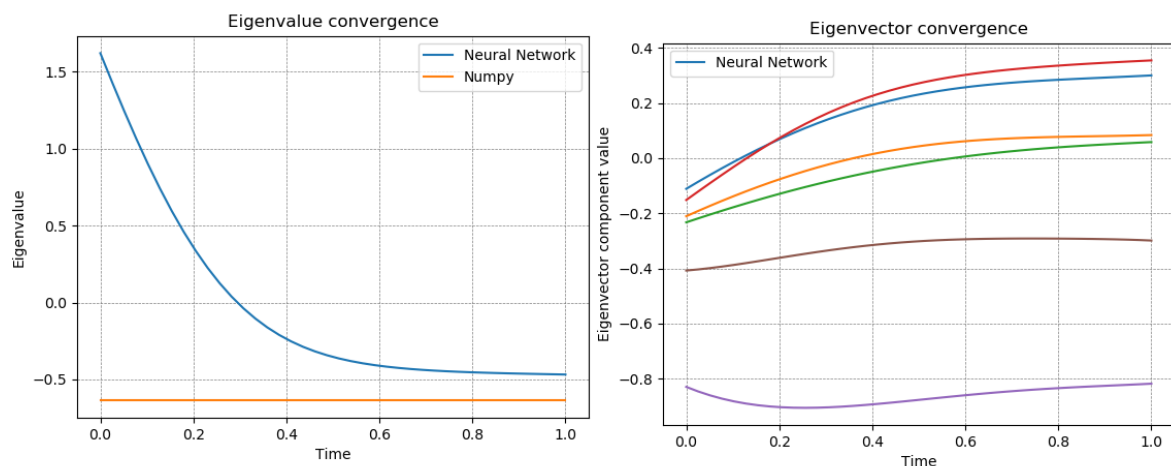 Eigenvalue convergence
Neural Network
Numpy
1.5
1.0
0.5
0.0
−0.5
Eigenvalue
0.0 0.2 0.4 0.6 0.8 1.0
Time
Eigenvector convergence
Neural Network
0.4
0.2
0.0
−0.2
−0.4
−0.6
−0.8
Eigenvector component value
0.0 0.2 0.4 0.6 0.8 1.0
Time